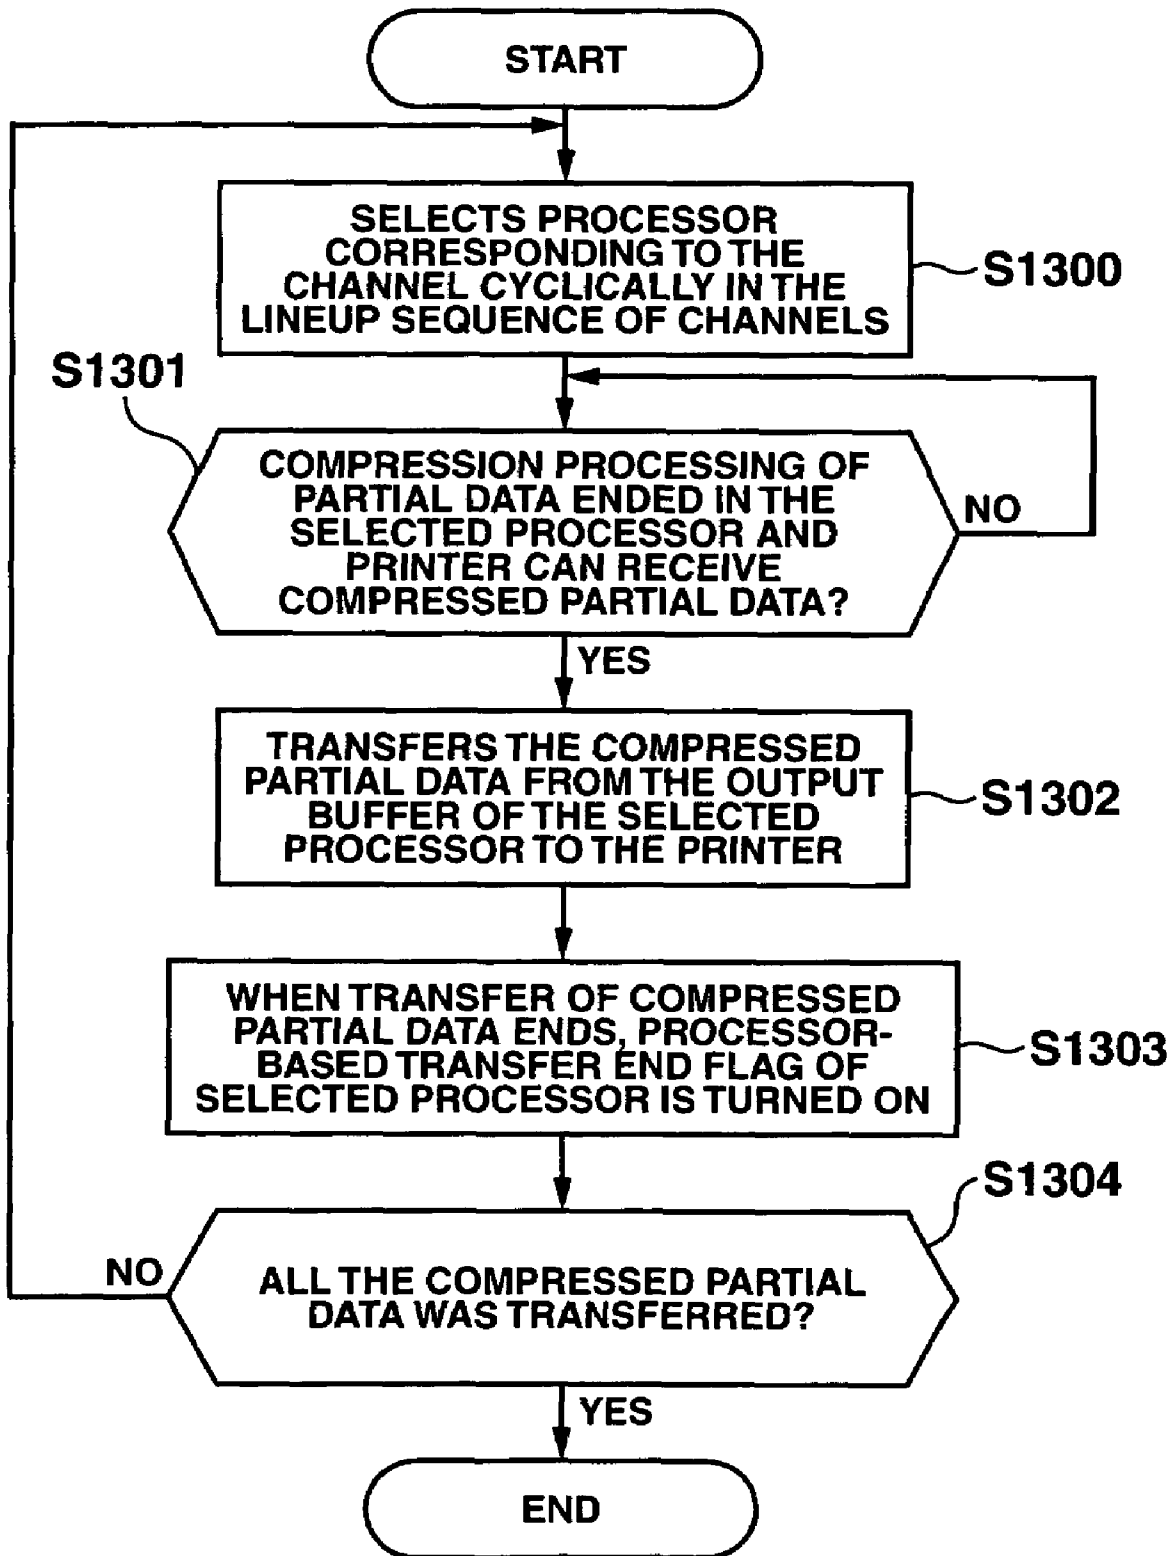 START
SELECTS PROCESSOR
CORRESPONDING TO THE
CHANNEL CYCLICALLY IN THE
LINEUP SEQUENCE OF CHANNELS
S1300
S1301
COMPRESSION PROCESSING OF
PARTIAL DATA ENDED IN THE
SELECTED PROCESSOR AND
PRINTER CAN RECEIVE
COMPRESSED PARTIAL DATA?
NO
YES
TRANSFERS THE COMPRESSED
PARTIAL DATA FROM THE OUTPUT
BUFFER OF THE SELECTED
PROCESSOR TO THE PRINTER
S1302
WHEN TRANSFER OF COMPRESSED
PARTIAL DATA ENDS, PROCESSOR-
BASED TRANSFER END FLAG OF
SELECTED PROCESSOR IS TURNED ON
S1303
S1304
NO
ALL THE COMPRESSED PARTIAL
DATA WAS TRANSFERRED?
YES
END